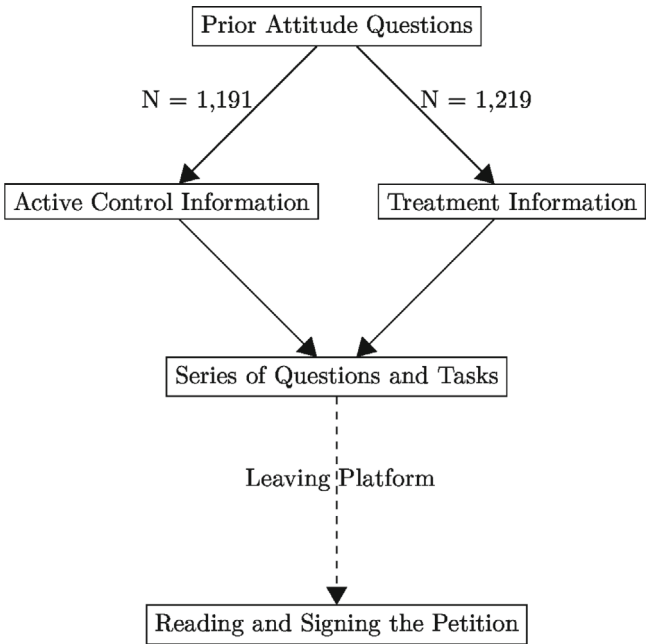 Prior Attitude Questions
N = 1,191
N = 1,219
Active Control Information
Treatment Information
Series of Questions and Tasks
Leaving Platform
Reading and Signing the Petition